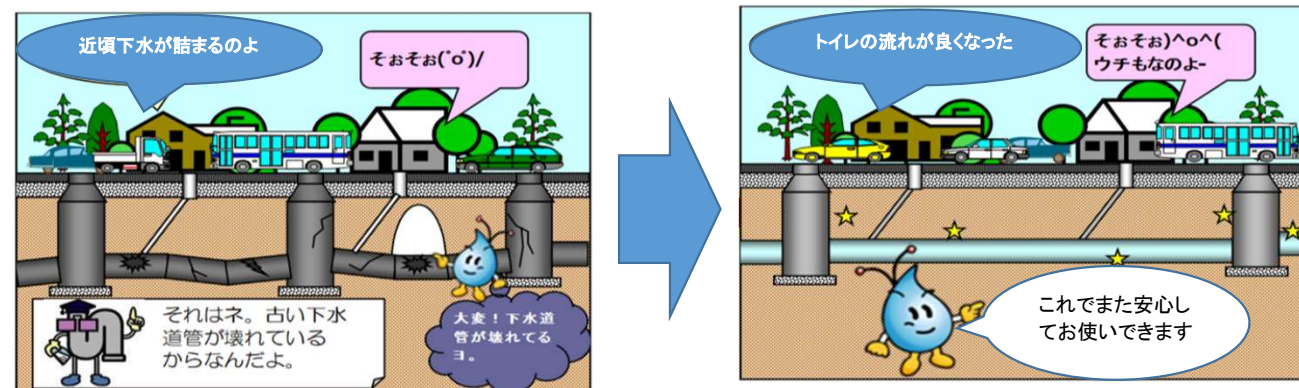 近頃下水が詰まるのよ
そぉそぉ(ﾟoﾟ)/
それはネ。古い下水
道管が壊れている
からなんだよ。
大変！下水道
管が壊れてる
ヨ。
トイレの流れが良くなった
そぉそぉ)^o^(
ウチもなのよ-
これでまた安心し
てお使いできます